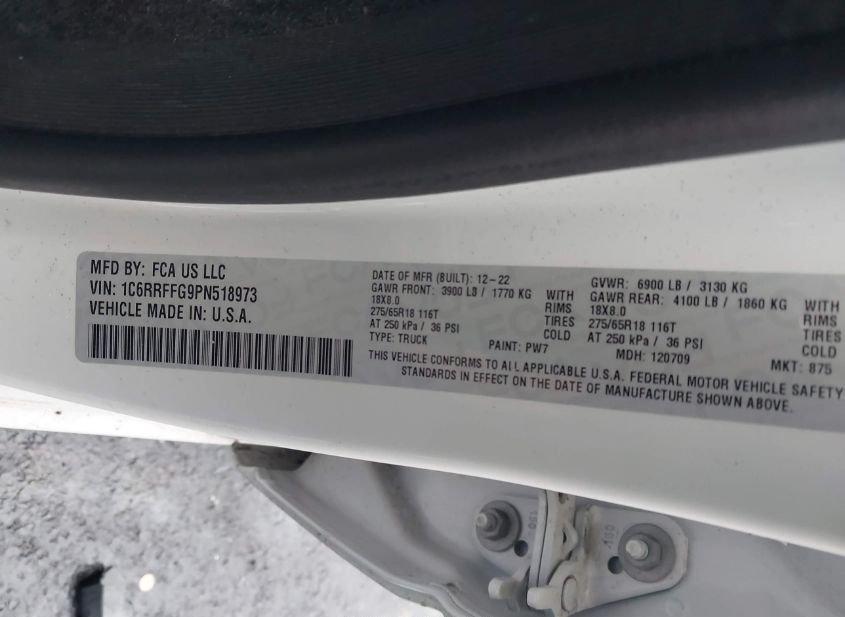 MFD BY: FCA US LLC
VIN: 1C6RRFFG9PN518973
VEHICLE MADE IN: U.S.A.
DATE OF MFR (BUILT): 12-22
GAWR FRONT: 3900 LB / 1770 KG WITH
18X8.0 RIMS
275/65R18 116T TIRES
AT 250 kPa / 36 PSI COLD
TYPE: TRUCK PAINT: PW7
GVWR: 6900 LB / 3130 KG
GAWR REAR: 4100 LB / 1860 KG WITH
18X8.0 RIMS
275/65R18 116T TIRES
AT 250 kPa / 36 PSI COLD
MDH: 120709 MKT: 875
THIS VEHICLE CONFORMS TO ALL APPLICABLE U.S.A. FEDERAL MOTOR VEHICLE SAFETY
STANDARDS IN EFFECT ON THE DATE OF MANUFACTURE SHOWN ABOVE.